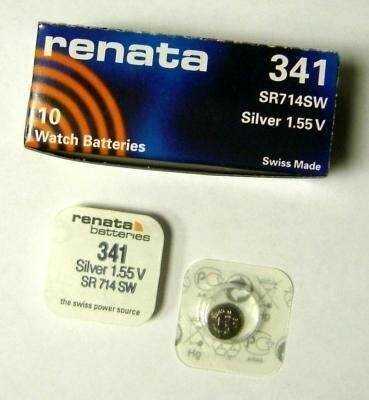 renata
341
SR714SW
10
Silver 1.55 V
Watch Batteries
Swiss Made
renata
batteries
341
Silver 1.55 V
SR 714 SW
the swiss power source
Hg